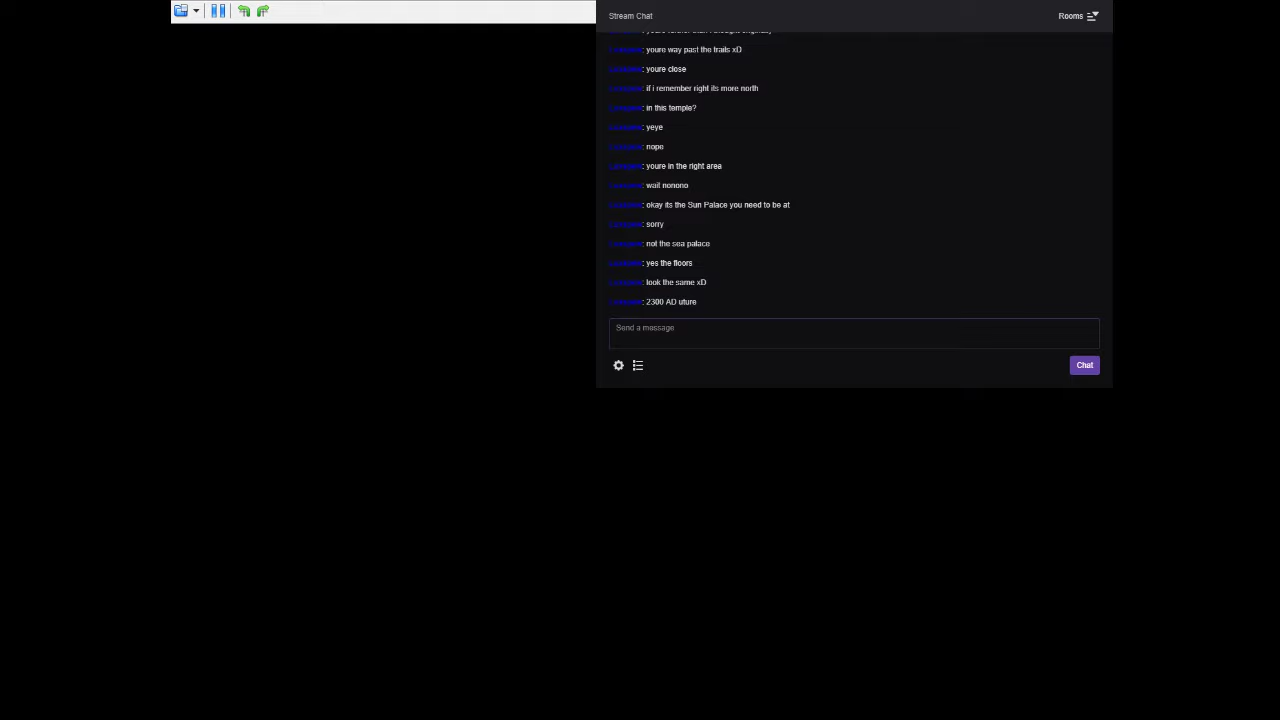 Stream Chat
Rooms
: youre way past the trails xD
: youre close
: if i remember right its more north
: in this temple?
: yeye
: nope
: youre in the right area
: wait nonono
: okay its the Sun Palace you need to be at
: sorry
: not the sea palace
: yes the floors
: look the same xD
: 2300 AD uture
Send a message
Chat